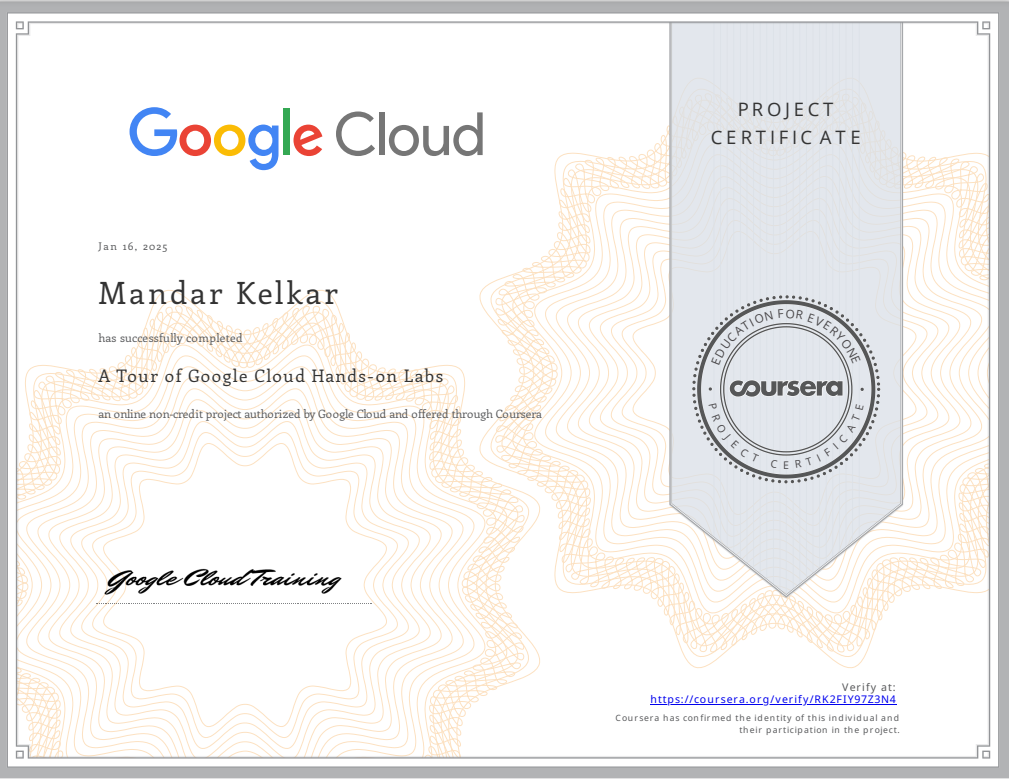 Google Cloud
PROJECT
CERTIFICATE
Jan 16, 2025
Mandar Kelkar
has successfully completed
A Tour of Google Cloud Hands-on Labs
an online non-credit project authorized by Google Cloud and offered through Coursera
EDUCATION FOR EVERYONE
coursera
PROJECT CERTIFICATE
Google Cloud Training
Verify at:
https://coursera.org/verify/RK2FIY97Z3N4
Coursera has confirmed the identity of this individual and
their participation in the project.